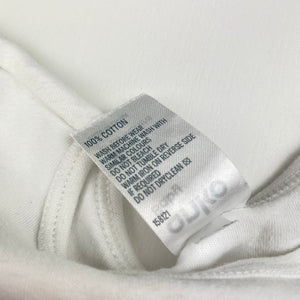 100% COTTON
WASH BEFORE WEAR
WARM MACHINE WASH WITH
SIMILAR COLOURS
DO NOT BLEACH
DO NOT TUMBLE DRY
WARM IRON ON REVERSE SIDE
IF REQUIRED
DO NOT DRYCLEAN
158121